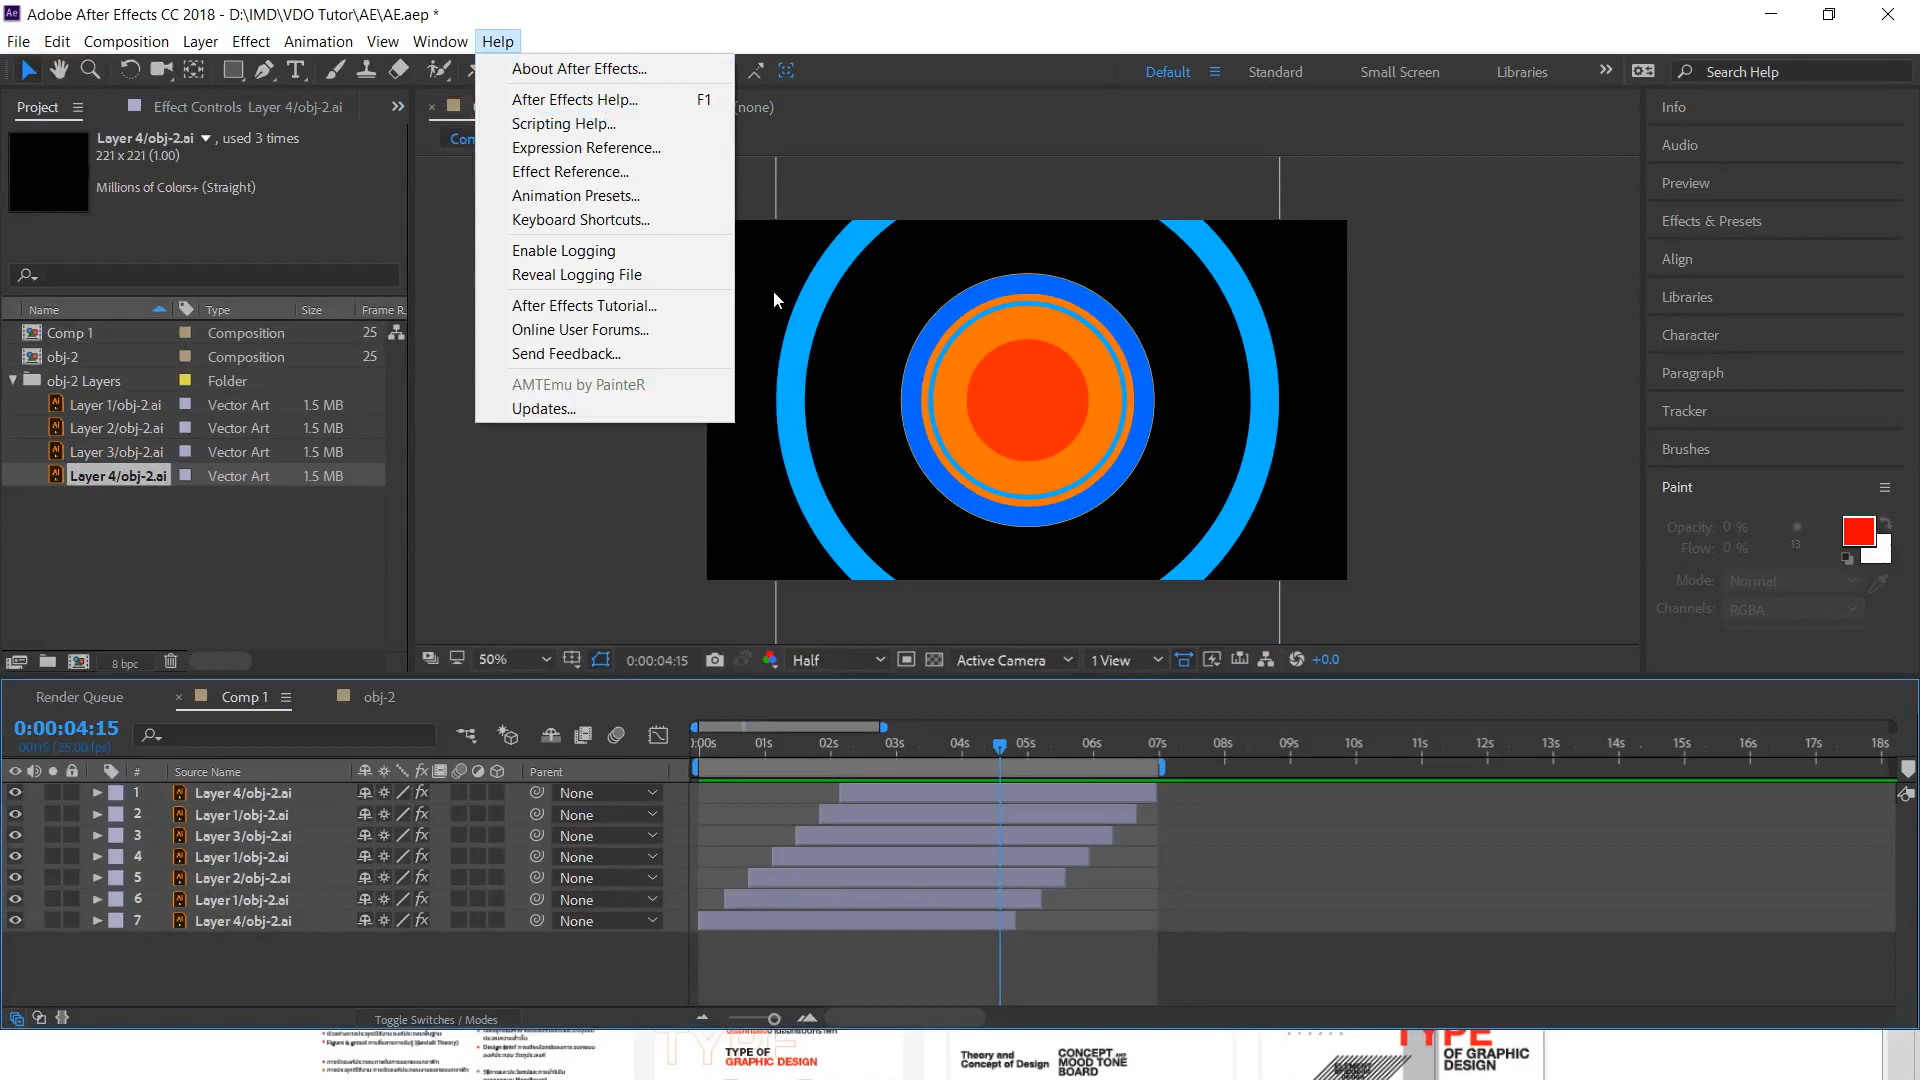 Adobe After Effects CC 2018 - D:\IMD\VDO Tutor\AE\AE.aep *
File Edit Composition Layer Effect Animation View Window Help
Default Standard Small Screen Libraries Search Help
About After Effects...
After Effects Help... F1
Scripting Help...
Expression Reference...
Effect Reference...
Animation Presets...
Keyboard Shortcuts...
Enable Logging
Reveal Logging File
After Effects Tutorial...
Online User Forums...
Send Feedback...
AMTEmu by PainteR
Updates...
Project
Effect Controls Layer 4/obj-2.ai
(none)
Layer 4/obj-2.ai , used 3 times
221 x 221 (1.00)
Millions of Colors+ (Straight)
Name Type Size Frame R.
Comp 1 Composition 25
obj-2 Composition 25
obj-2 Layers Folder
Layer 1/obj-2.ai Vector Art 1.5 MB
Layer 2/obj-2.ai Vector Art 1.5 MB
Layer 3/obj-2.ai Vector Art 1.5 MB
Layer 4/obj-2.ai Vector Art 1.5 MB
8 bpc
50% 0:00:04:15 Half Active Camera 1 View +0.0
Info
Audio
Preview
Effects & Presets
Align
Libraries
Character
Paragraph
Tracker
Brushes
Paint
Opacity: 0 %
Flow: 0 % 13
Mode: Normal
Channels: RGBA
Render Queue Comp 1 obj-2
0:00:04:15
00115 (25.00 fps)
):00s 01s 02s 03s 04s 05s 06s 07s 08s 09s 10s 11s 12s 13s 14s 15s 16s 17s 18s
# Source Name Parent
1 Layer 4/obj-2.ai None
2 Layer 1/obj-2.ai None
3 Layer 3/obj-2.ai None
4 Layer 1/obj-2.ai None
5 Layer 2/obj-2.ai None
6 Layer 1/obj-2.ai None
7 Layer 4/obj-2.ai None
Toggle Switches / Modes
TYPE OF
GRAPHIC DESIGN
Theory and
Concept of Design
CONCEPT AND
MOOD TONE
BOARD
TYPE
OF GRAPHIC
DESIGN